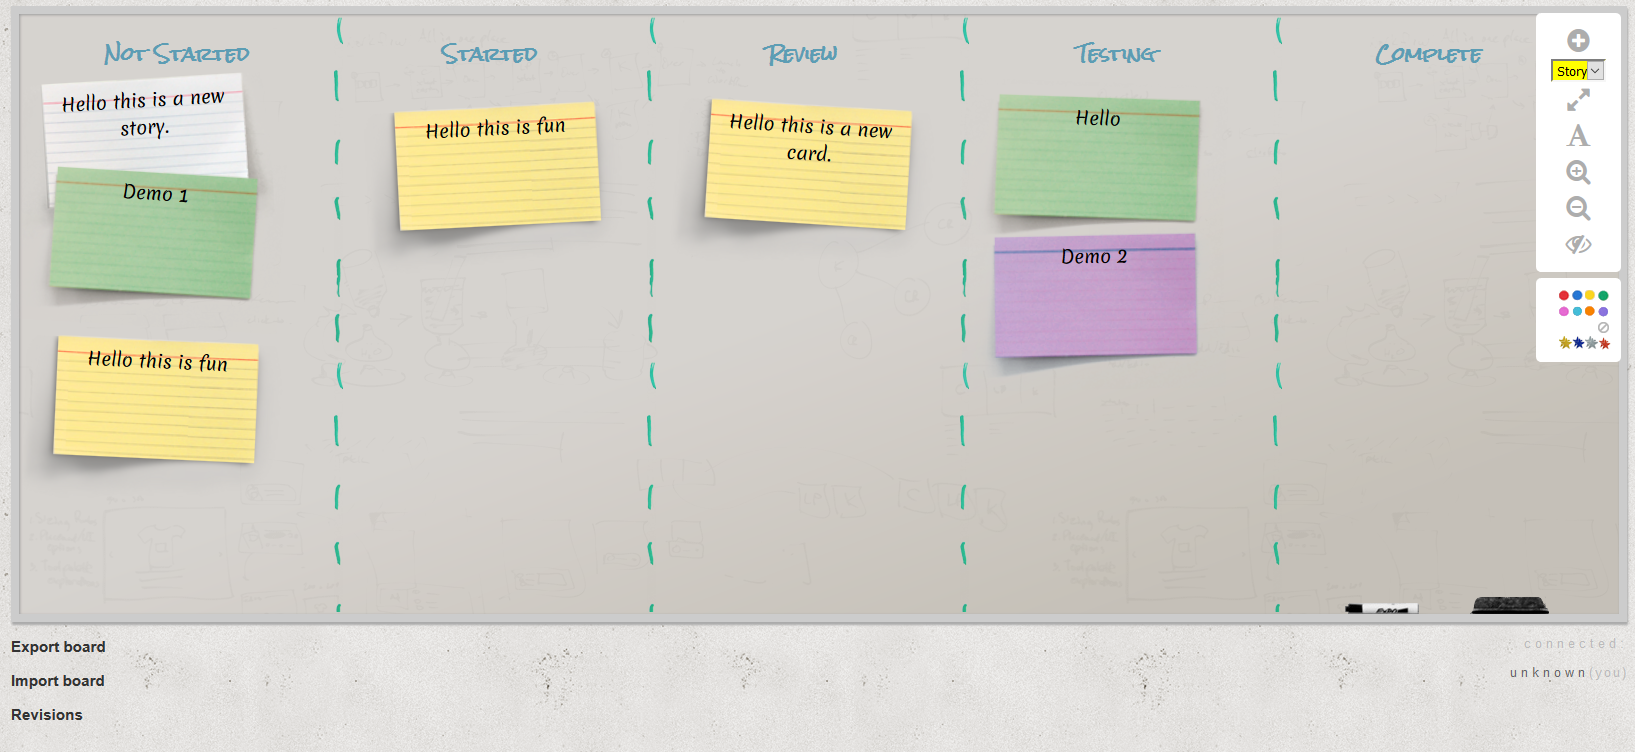 Not Started
Started
Review
Testing
Complete
Hello this is a new
story.
Demo 1
Hello this is fun
Hello this is fun
Hello this is a new
card.
Hello
Demo 2
Story
A
EXPO
Export board
Import board
Revisions
connected:
unknown(you)